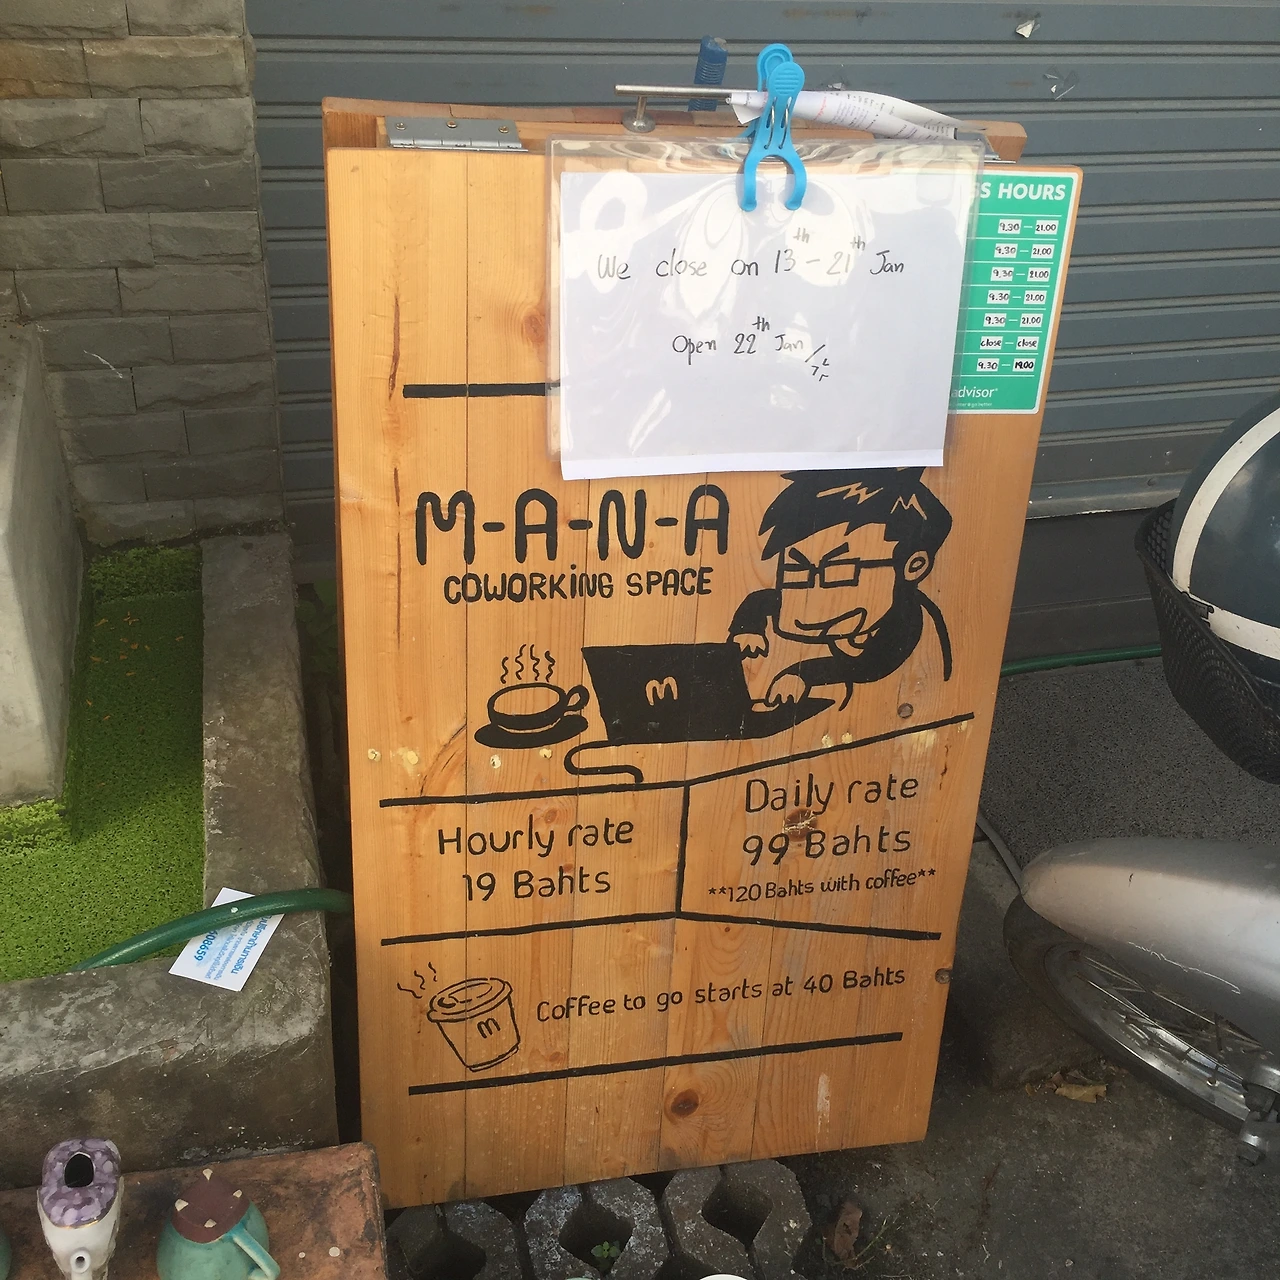 We close on 13th - 21th Jan
Open 22th Jan
SS HOURS
9.30 — 21.00
9.30 — 21.00
9.30 — 21.00
9.30 — 21.00
9.30 — 21.00
close — close
9.30 — 19.00
advisor®
M-A-N-A
COWORKiNG SPACE
m
Hourly rate
19 Bahts
Daily rate
99 Bahts
**120 Bahts with coffee**
m
Coffee to go starts at 40 Bahts